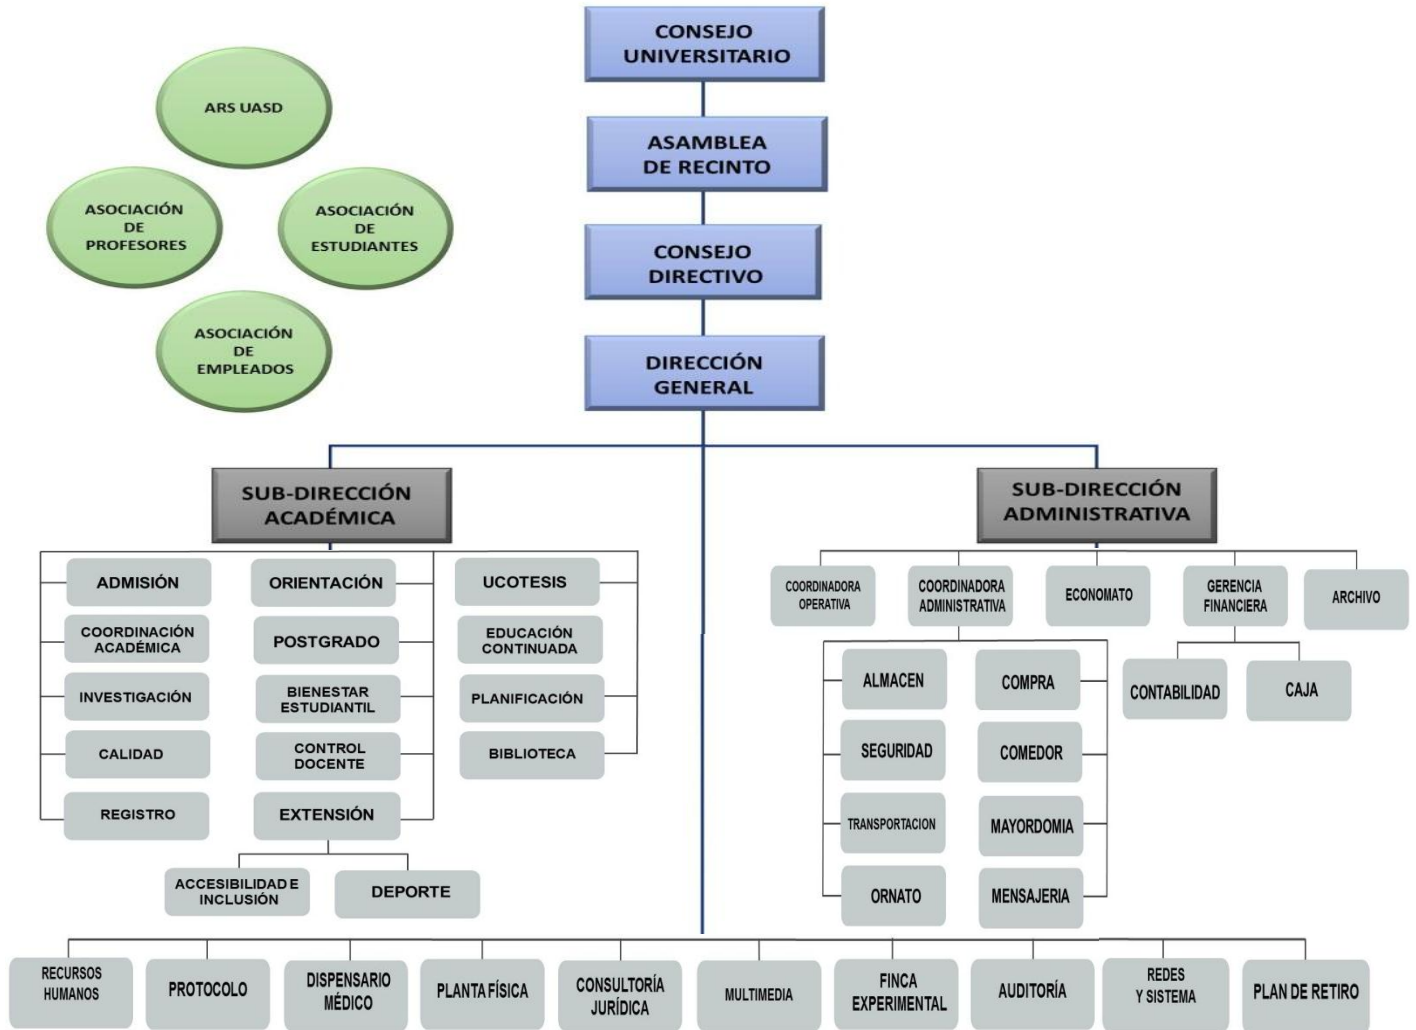 CONSEJO
UNIVERSITARIO
ASAMBLEA
DE RECINTO
CONSEJO
DIRECTIVO
DIRECCIÓN
GENERAL
ARS UASD
ASOCIACIÓN
DE
PROFESORES
ASOCIACIÓN
DE
ESTUDIANTES
ASOCIACIÓN
DE
EMPLEADOS
SUB-DIRECCIÓN
ACADÉMICA
ADMISIÓN
COORDINACIÓN
ACADÉMICA
INVESTIGACIÓN
CALIDAD
REGISTRO
ORIENTACIÓN
POSTGRADO
BIENESTAR
ESTUDIANTIL
CONTROL
DOCENTE
EXTENSIÓN
ACCESIBILIDAD E
INCLUSIÓN
DEPORTE
UCOTESIS
EDUCACIÓN
CONTINUADA
PLANIFICACIÓN
BIBLIOTECA
SUB-DIRECCIÓN
ADMINISTRATIVA
COORDINADORA
OPERATIVA
COORDINADORA
ADMINISTRATIVA
ECONOMATO
GERENCIA
FINANCIERA
ARCHIVO
ALMACEN
SEGURIDAD
TRANSPORTACION
ORNATO
COMPRA
COMEDOR
MAYORDOMIA
MENSAJERIA
CONTABILIDAD
CAJA
RECURSOS
HUMANOS
PROTOCOLO
DISPENSARIO
MÉDICO
PLANTA FÍSICA
CONSULTORÍA
JURÍDICA
MULTIMEDIA
FINCA
EXPERIMENTAL
AUDITORÍA
REDES
Y SISTEMA
PLAN DE RETIRO